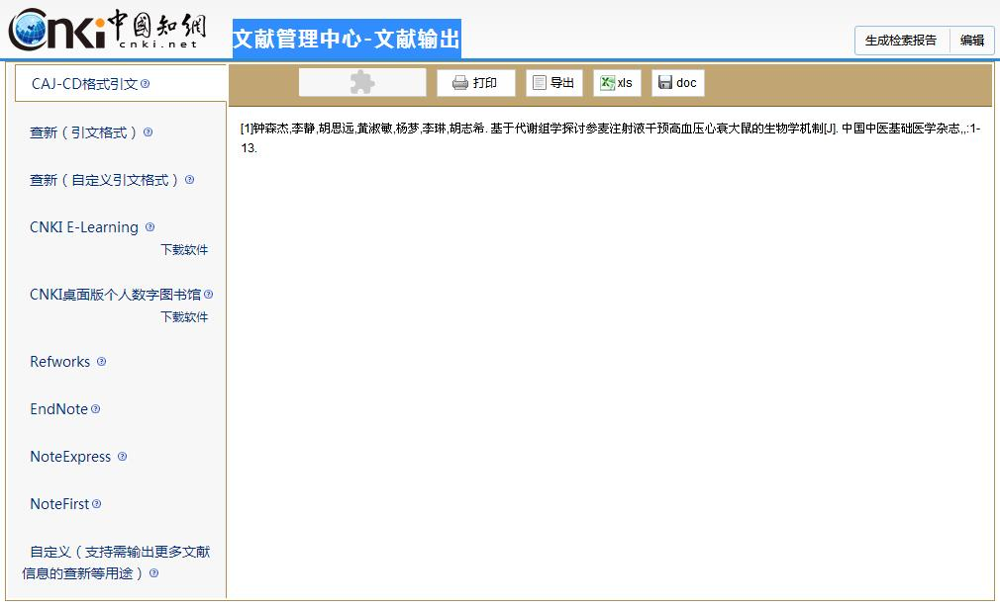 Cnki中国知网
cnki.net
文献管理中心-文献输出
生成检索报告 编辑
CAJ-CD格式引文
打印 导出 xls doc
[1]钟森杰,李静,胡思远,黄淑敏,杨梦,李琳,胡志希. 基于代谢组学探讨参麦注射液干预高血压心衰大鼠的生物学机制[J]. 中国中医基础医学杂志,,:1-
13.
查新（引文格式）
查新（自定义引文格式）
CNKI E-Learning
下载软件
CNKI桌面版个人数字图书馆
下载软件
Refworks
EndNote
NoteExpress
NoteFirst
自定义（支持需输出更多文献
信息的查新等用途）